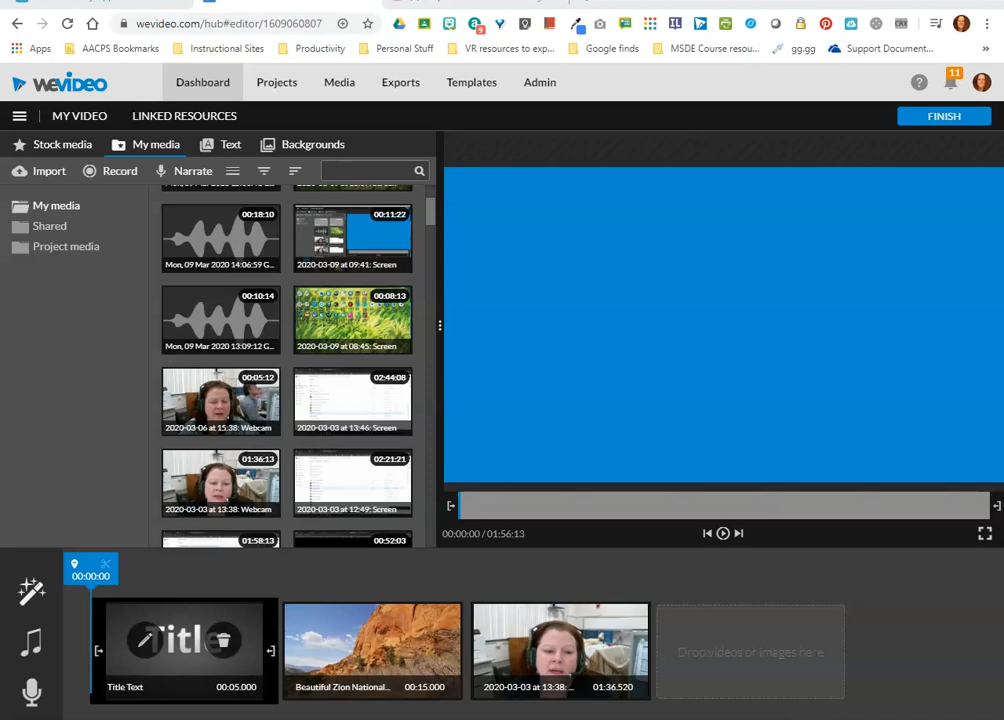 wevideo.com/hub#editor/1609060807
Apps AACPS Bookmarks Instructional Sites Productivity Personal Stuff VR resources to exp... Google finds MSDE Course resou... gg.gg Support Document... »
wevideo Dashboard Projects Media Exports Templates Admin 11
MY VIDEO LINKED RESOURCES FINISH
Stock media My media Text Backgrounds
Import Record Narrate
My media
Shared
Project media
00:18:10 00:11:22
Mon, 09 Mar 2020 14:06:59 G... 2020-03-09 at 09:41: Screen
00:10:14 00:08:13
Mon, 09 Mar 2020 13:09:12 G... 2020-03-09 at 08:45: Screen
00:05:12 02:44:08
2020-03-06 at 15:38: Webcam 2020-03-03 at 13:46: Screen
01:36:13 02:21:21
2020-03-03 at 13:38: Webcam 2020-03-03 at 12:49: Screen
01:58:13 00:52:03
00:00:00 / 01:56:13
00:00:00
Title
Title Text 00:05.000
Beautiful Zion National... 00:15.000
2020-03-03 at 13:38: ... 01:36.520
Drop videos or images here